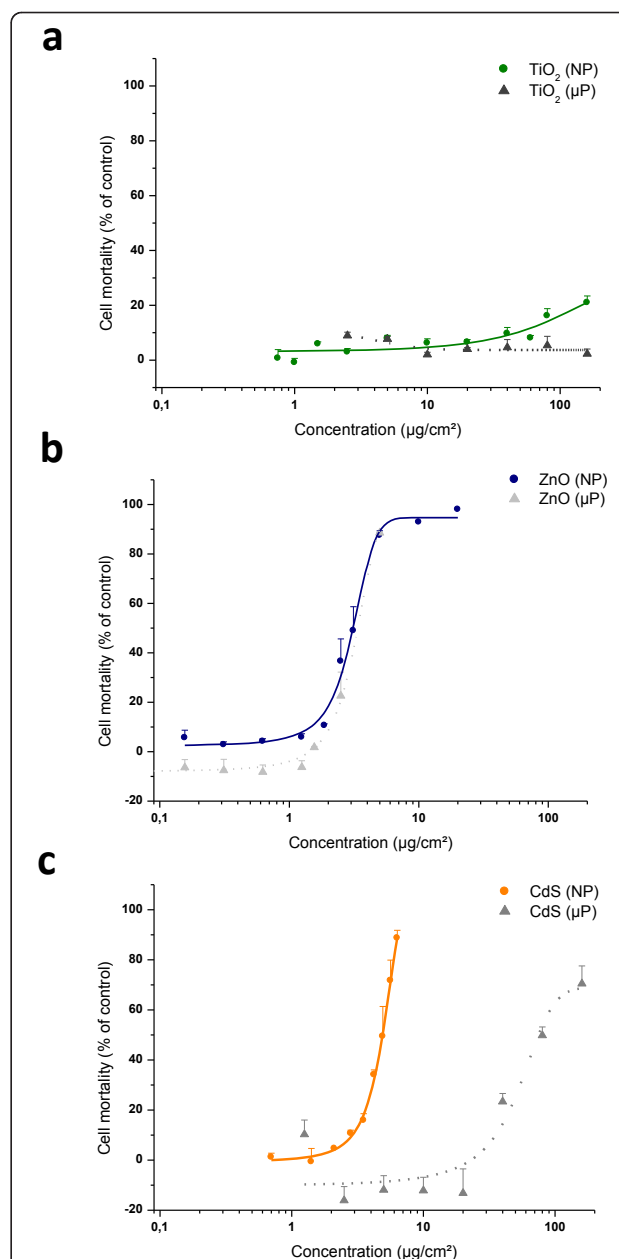 a
TiO₂ (NP)
TiO₂ (µP)
100
80
60
40
20
0
Cell mortality (% of control)
0,1 1 10 100
Concentration (µg/cm²)
b
ZnO (NP)
ZnO (µP)
100
80
60
40
20
0
-20
Cell mortality (% of control)
0,1 1 10 100
Concentration (µg/cm²)
c
CdS (NP)
CdS (µP)
100
80
60
40
20
0
-20
Cell mortality (% of control)
0,1 1 10 100
Concentration (µg/cm²)